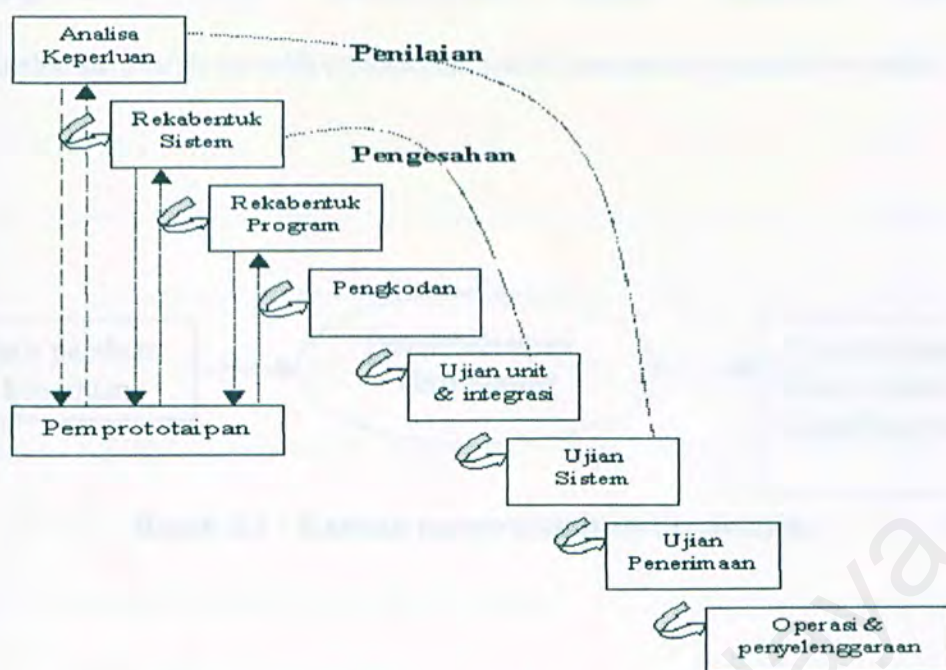 Analisa
Keperluan
Penilaian
Rekabentuk
Sistem
Pengesahan
Rekabentuk
Program
Pengkodan
Ujian unit
& integrasi
Pemprototaipan
Ujian
Sistem
Ujian
Penerimaan
Operasi &
penyelenggaraan